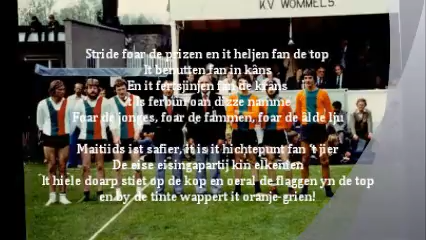 K.V. WOMMELS
Stride foar de prizen en it heljen fan de top
It benutten fan in kâns
En it fertsjinjen fan de krâns
It is ferbûn oan dizze namme
Foar de jonges, foar de fammen, foar de âlde lju
Maitiids ist safier, it is it hichtepunt fan 't jier
De eise eisingapartij kin elkenien
It hiele doarp stiet op de kop en oeral de flaggen yn de top
en by de tinte wappert it oranje-grien!